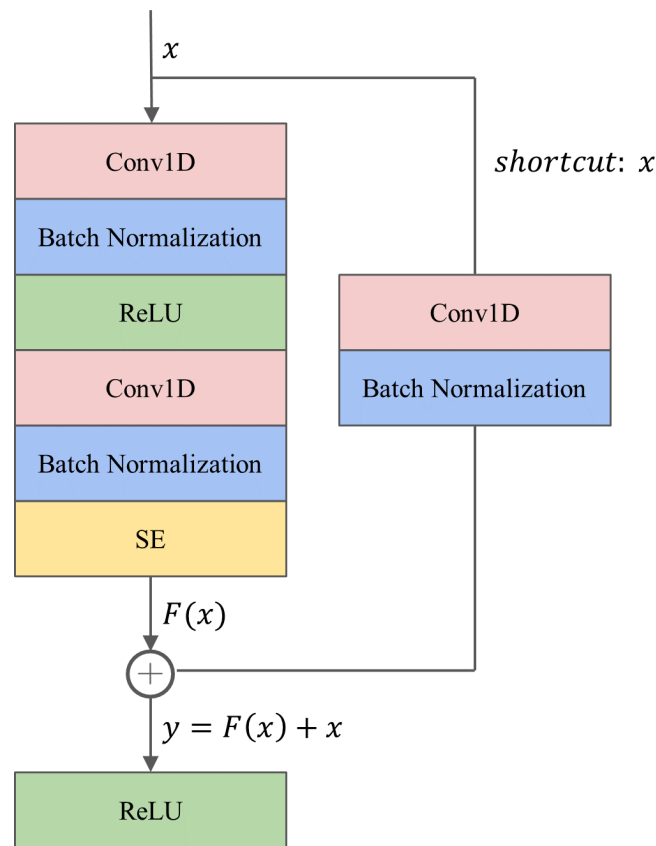 x
Conv1D
Batch Normalization
ReLU
Conv1D
Batch Normalization
SE
F(x)
+
y = F(x) + x
ReLU
shortcut: x
Conv1D
Batch Normalization